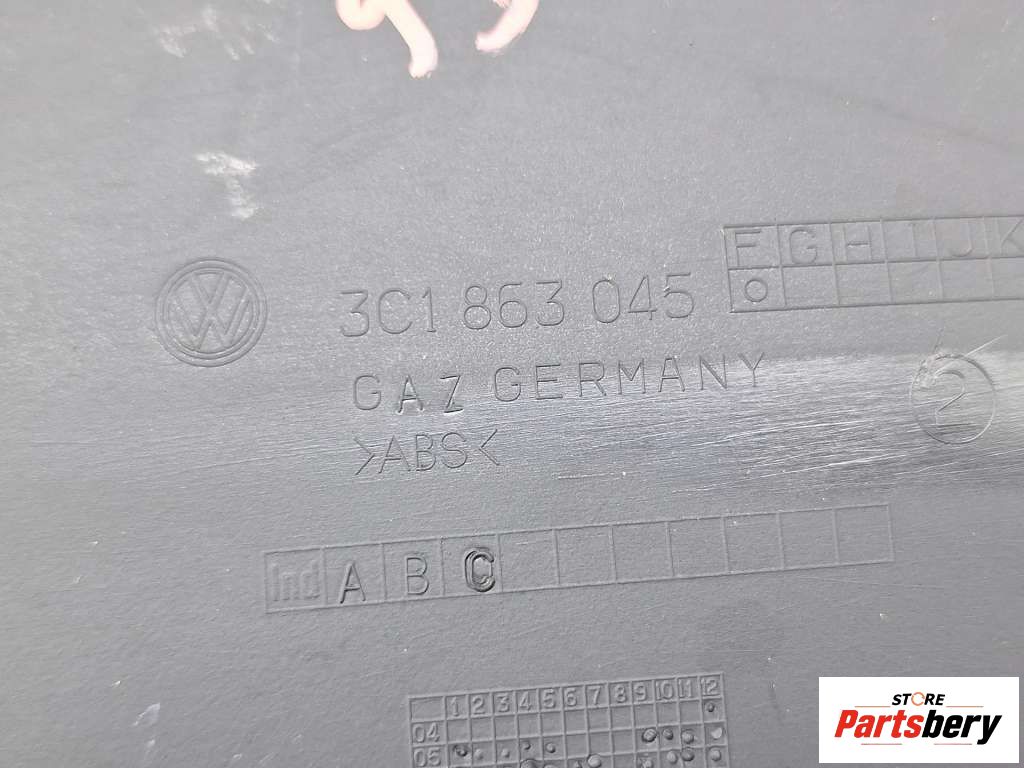 95
F G H I J K
3C1 863 045
GAZ GERMANY
2
>ABS<
Ind A B C
1 2 3 4 5 6 7 8 9 10 11 12
04
05
STORE
Partsbery